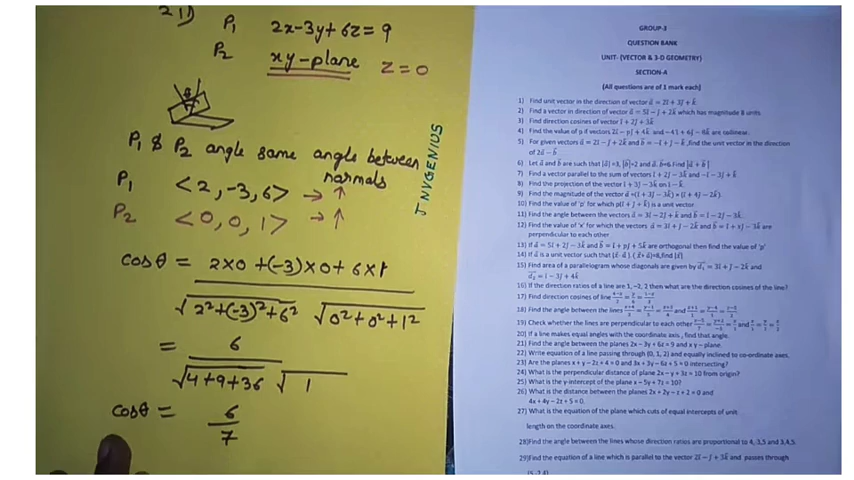 21)
P₁ 2x-3y+6z=9
P₂ xy-plane z=0
P₁ & P₂ angle same angle between
normals
P₁ <2,-3,6> → ↑
P₂ <0,0,1> → ↑
cosθ = 2×0+(-3)×0+6×1
√2²+(-3)²+6² √0²+0²+1²
= 6
√4+9+36 √1
cosθ = 6
7
JNVGENIUS
GROUP-3
QUESTION BANK
UNIT- (VECTOR & 3-D GEOMETRY)
SECTION-A
(All questions are of 1 mark each)
1) Find unit vector in the direction of vector a⃗ = 2î + 3ĵ + k̂
2) Find a vector in direction of vector a⃗ = 5î − ĵ + 2k̂ which has magnitude 8 units
3) Find direction cosines of vector î + 2ĵ + 3k̂
4) Find the value of p if vectors 2î − pĵ + 4k̂ and −4î + 6ĵ − 8k̂ are collinear.
5) For given vectors a⃗ = 2î − ĵ + 2k̂ and b⃗ = −î + ĵ − k̂ ,find the unit vector in the direction
of 2a⃗ − b⃗
6) Let a⃗ and b⃗ are such that |a⃗| =3, |b⃗|=2 and a⃗. b⃗=6.Find |a⃗ + b⃗|
7) Find a vector parallel to the sum of vectors î + 2ĵ − 3k̂ and −î − 3ĵ + k̂
8) Find the projection of vector î + 3ĵ − 3k̂ on î − k̂.
9) Find the magnitude of the vector a⃗ =(î + 3ĵ − 3k̂) × (î + 4ĵ − 2k̂)
10) Find the value of 'p' for which p(î + ĵ + k̂) is a unit vector.
11) Find the angle between the vectors a⃗ = 3î − 2ĵ + k̂ and b⃗ = î − 2ĵ − 3k̂.
12) Find the value of 'x' for which the vectors a⃗ = 3î + ĵ − 2k̂ and b⃗ = î + xĵ − 3k̂ are
perpendicular to each other
13) If a⃗ = 5î + 2ĵ − 3k̂ and b⃗ = î + pĵ + 5k̂ are orthogonal then find the value of 'p'
14) If a⃗ is a unit vector such that (x⃗- a⃗ ).( x⃗+ a⃗)=8,find |x⃗|
15) Find area of a parallelogram whose diagonals are given by d₁⃗ = 3î + ĵ − 2k̂ and
d₂⃗ = î − 3ĵ + 4k̂
16) If the direction ratios of a line are 1, −2, 2 then what are the direction cosines of the line?
17) Find direction cosines of line
18) Find the angle between the lines and
19) Check whether the lines are perpendicular to each other and
20) If a line makes equal angles with the coordinate axes , find that angle.
21) Find the angle between the planes 2x − 3y + 6z = 9 and xy − plane.
22) Write equation of a line passing through (0, 1, 2) and equally inclined to co-ordinate axes.
23) Are the planes x + y − 2z + 4 = 0 and 3x + 3y − 6z + 5 = 0 intersecting?
24) What is the perpendicular distance of plane 2x − y + 3z = 10 from origin?
25) What is the y-intercept of the plane x − 5y + 7z = 10?
26) What is the distance between the planes 2x + 2y − z + 2 = 0 and
4x + 4y − 2z + 5 = 0.
27) What is the equation of the plane which cuts of equal intercepts of unit
length on the coordinate axes.
28)Find the angle between the lines whose direction ratios are proportional to 4,-3,5 and 3,4,5.
29)Find the equation of a line which is parallel to the vector 2î − ĵ + 3k̂ and passes through